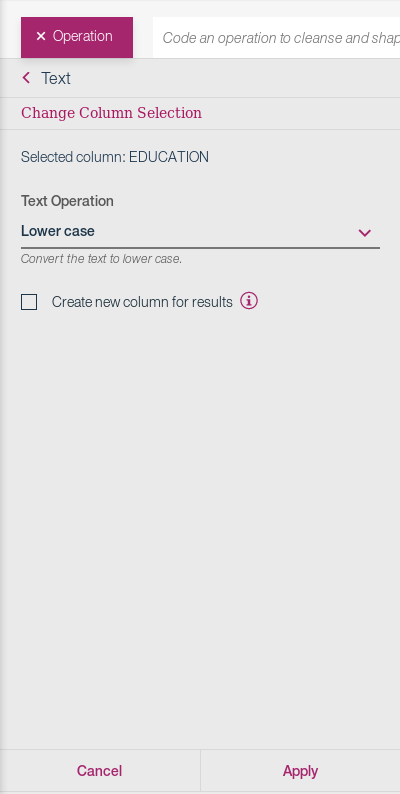 Operation
Code an operation to cleanse and shap
Text
Change Column Selection
Selected column: EDUCATION
Text Operation
Lower case
Convert the text to lower case.
Create new column for results
Cancel
Apply